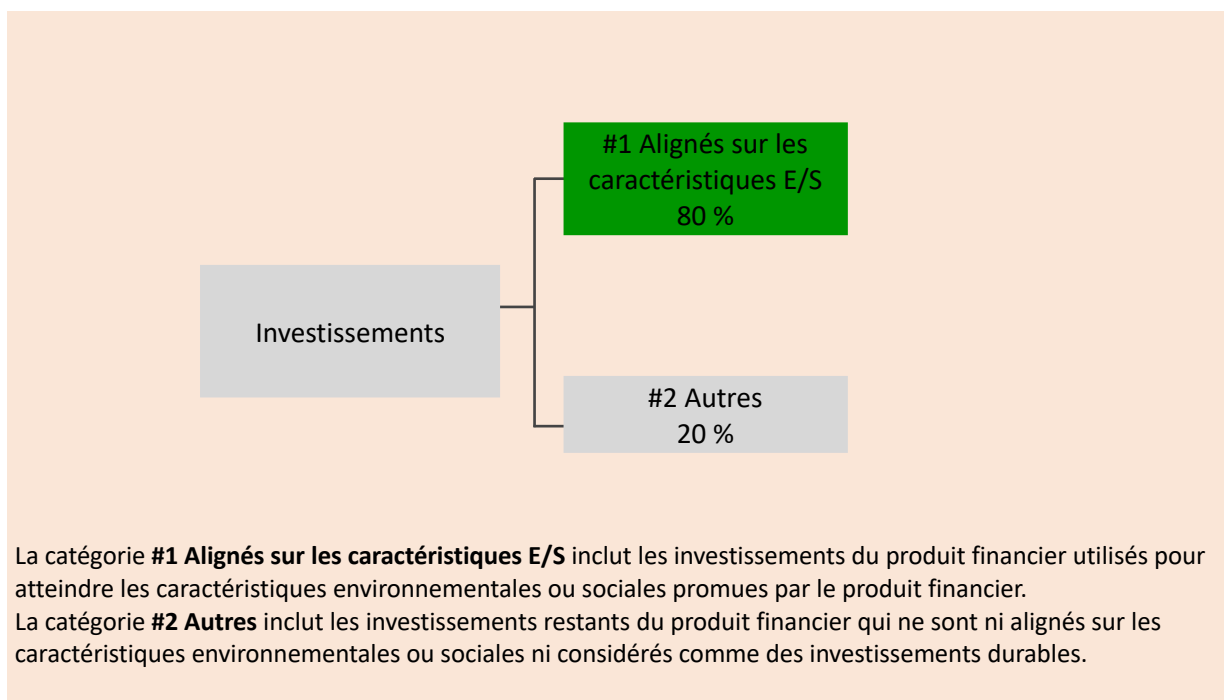 #1 Alignés sur les
caractéristiques E/S
80 %
Investissements
#2 Autres
20 %
La catégorie #1 Alignés sur les caractéristiques E/S inclut les investissements du produit financier utilisés pour
atteindre les caractéristiques environnementales ou sociales promues par le produit financier.
La catégorie #2 Autres inclut les investissements restants du produit financier qui ne sont ni alignés sur les
caractéristiques environnementales ou sociales ni considérés comme des investissements durables.